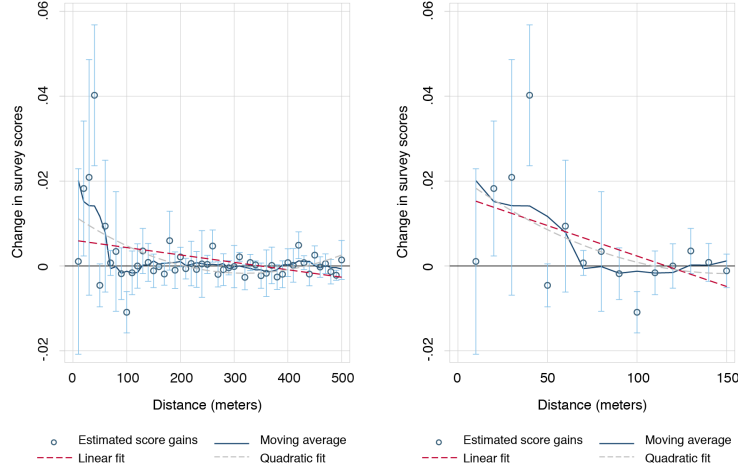 Change in survey scores
.06
.04
.02
0
-.02
0 100 200 300 400 500
Distance (meters)
Estimated score gains Moving average
Linear fit Quadratic fit
Change in survey scores
.06
.04
.02
0
-.02
0 50 100 150
Distance (meters)
Estimated score gains Moving average
Linear fit Quadratic fit